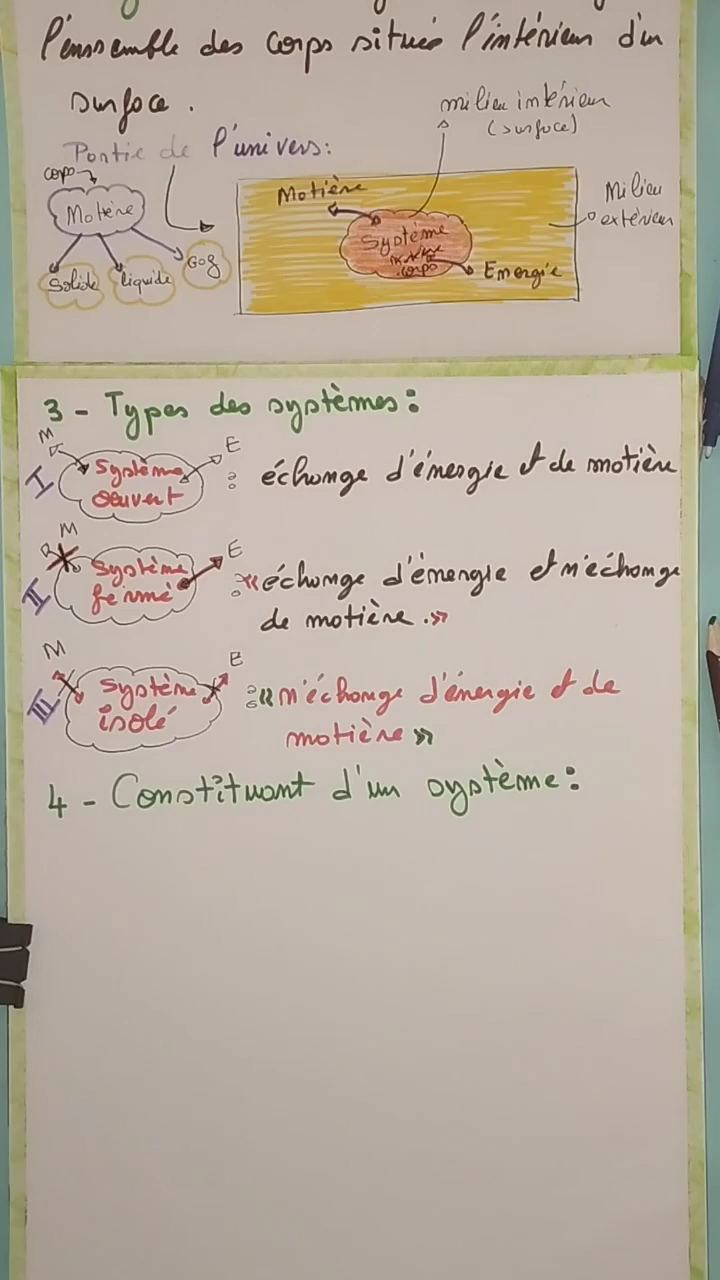 l'ensemble des corps situés l'intérieur d'un
surface.
milieu intérieur
(surface)
Partie de l'univers:
corps
Matière
Solide
liquide
Gaz
Matière
Système
matière
corps
Energie
Milieu
extérieur
3 - Types des systèmes:
M
E
I
Système
ouvert
: échange d'énergie et de matière
M
E
II
Système
fermé
: «échange d'énergie et n'échange
de matière.»
M
E
III
Système
isolé
: «n'échange d'énergie et de
matière»
4 - Constituant d'un système: